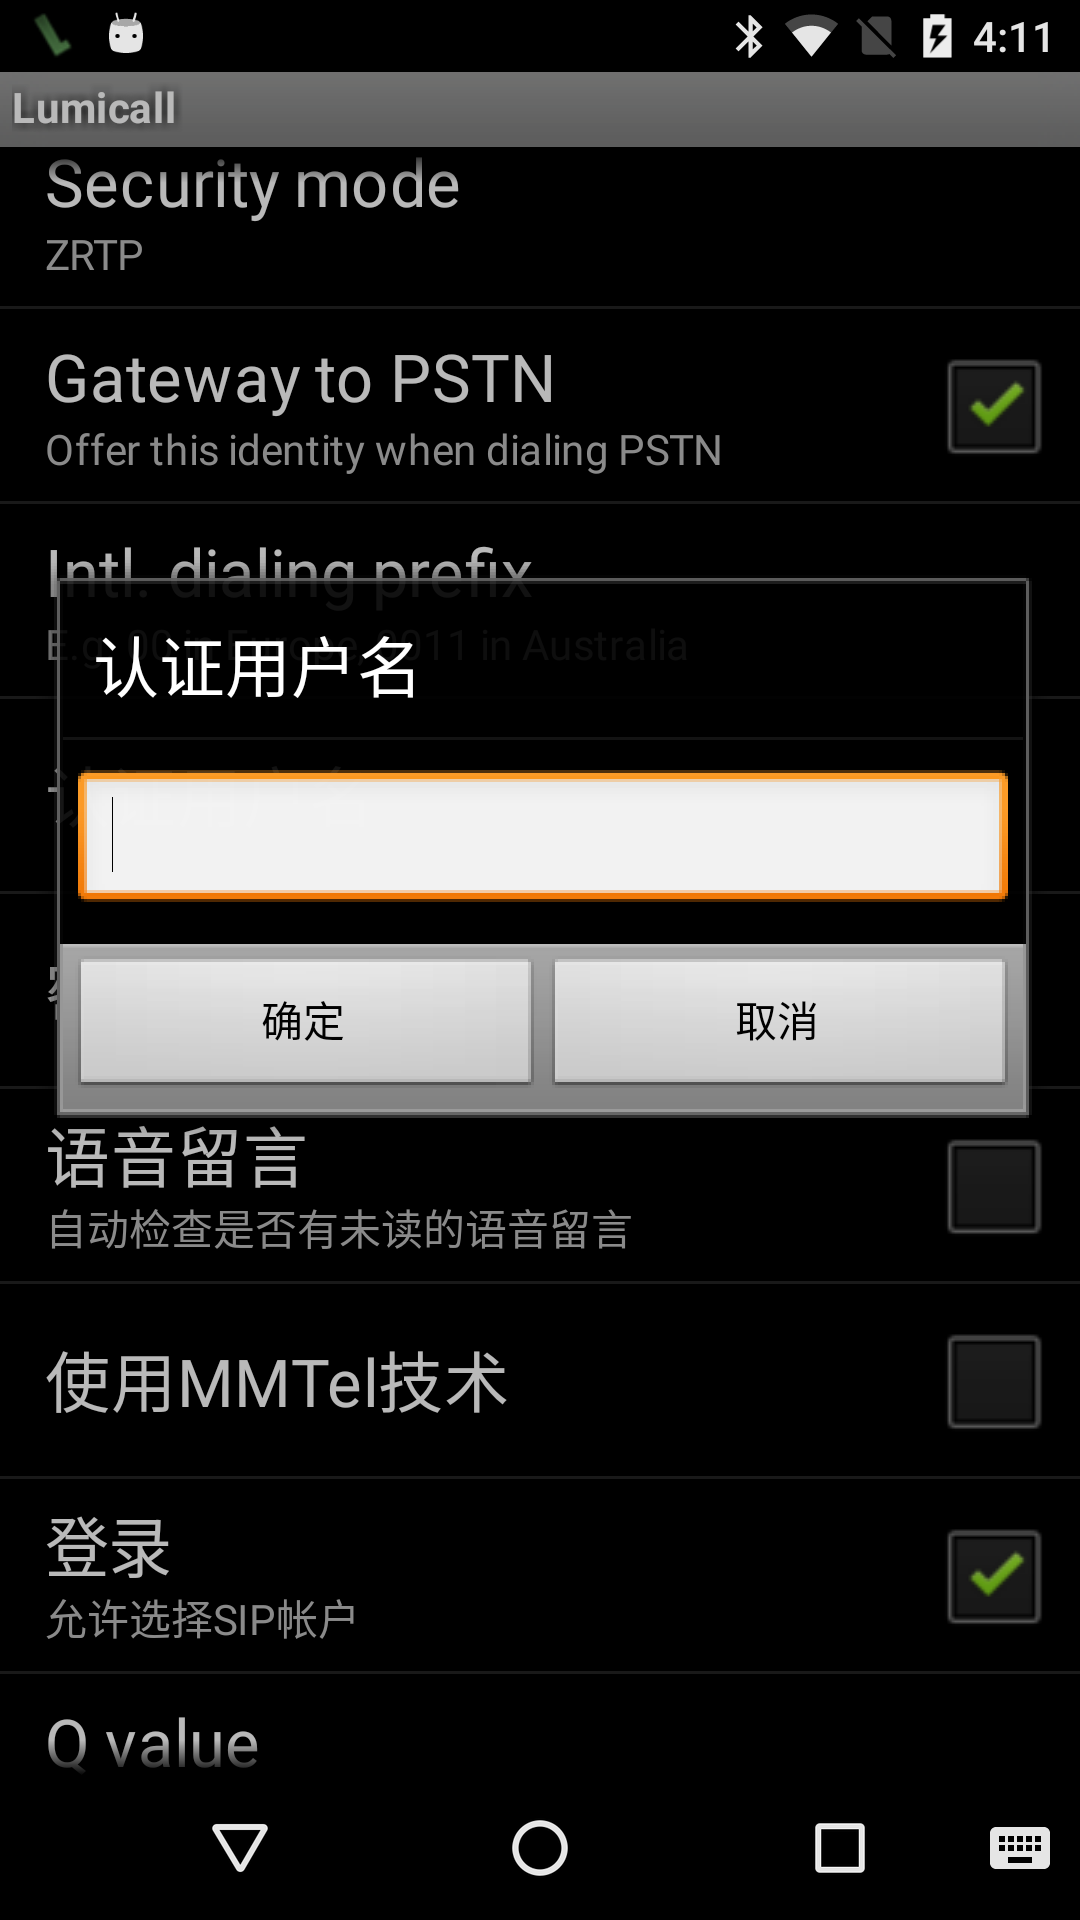 4:11
Lumicall
Security mode
ZRTP
Gateway to PSTN
Offer this identity when dialing PSTN
Intl. dialing prefix
E.g. 00 in Europe, 0011 in Australia
认证用户名
确定
取消
语音留言
自动检查是否有未读的语音留言
使用MMTel技术
登录
允许选择SIP帐户
Q value